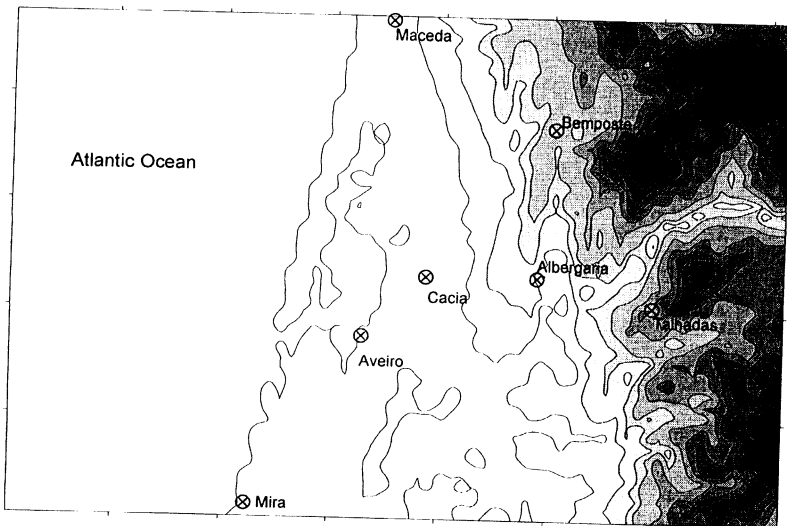 Maceda
Bemposta
Atlantic Ocean
Albergaria
Cacia
Talhadas
Aveiro
Mira